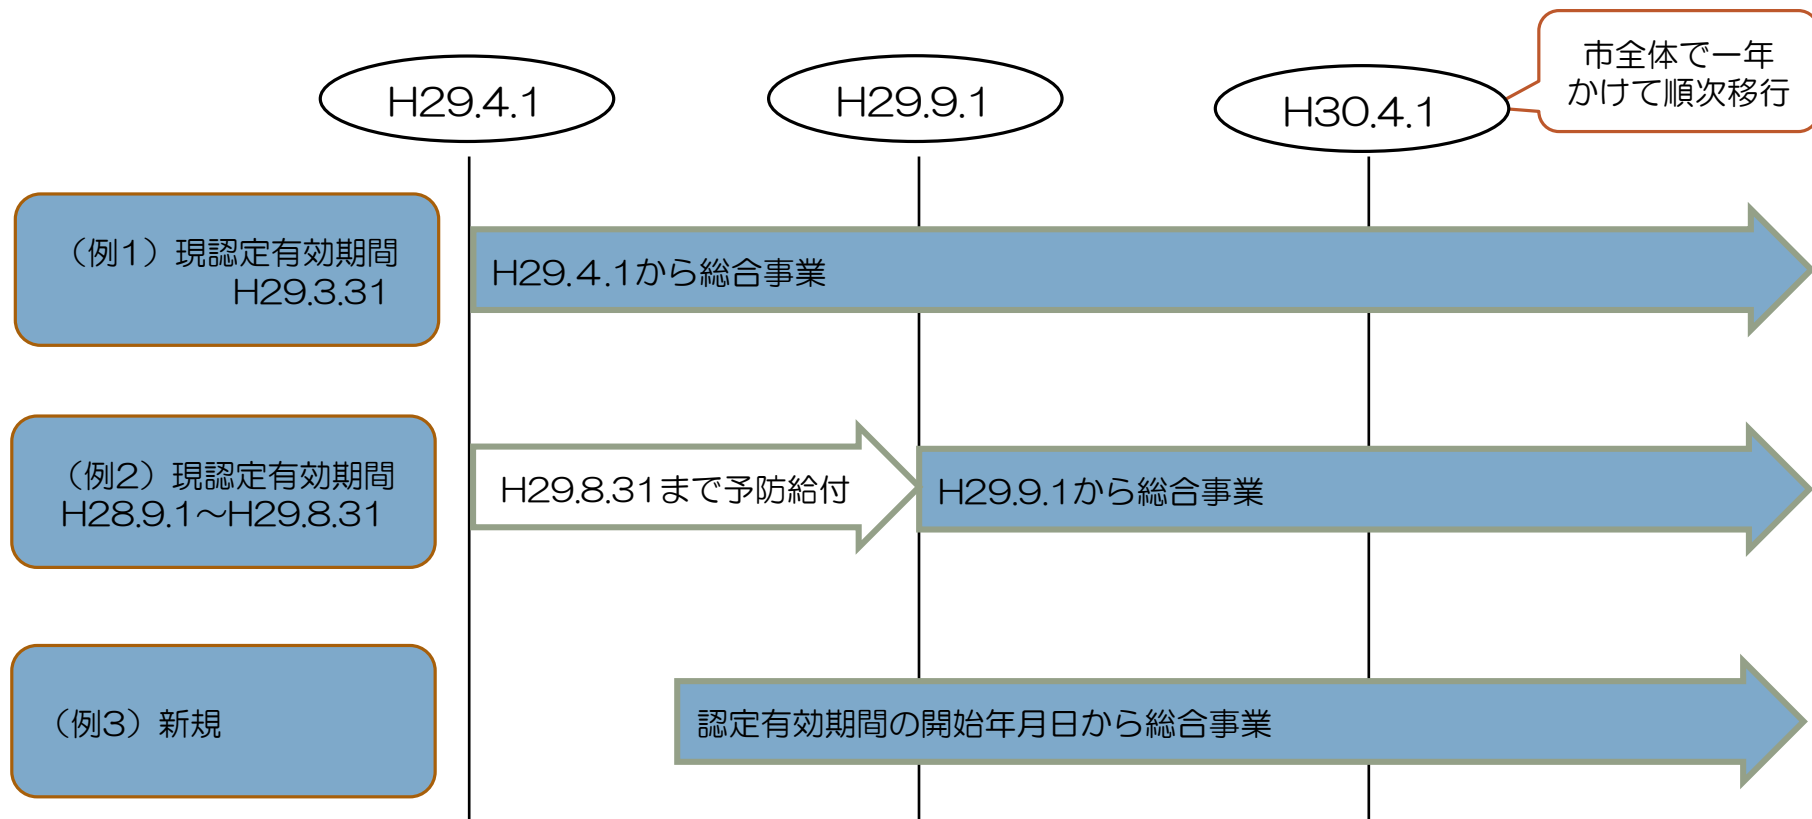 H29.4.1
H29.9.1
H30.4.1
市全体で一年
かけて順次移行
（例1）現認定有効期間
H29.3.31
H29.4.1から総合事業
（例2）現認定有効期間
H28.9.1～H29.8.31
H29.8.31まで予防給付
H29.9.1から総合事業
（例3）新規
認定有効期間の開始年月日から総合事業